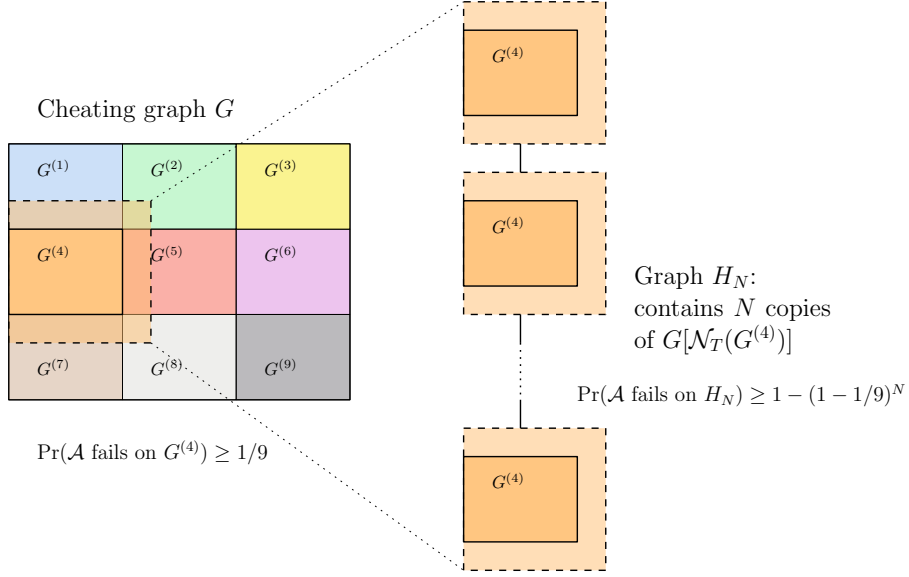 Cheating graph G
G^{(1)} G^{(2)} G^{(3)}
G^{(4)} G^{(5)} G^{(6)}
G^{(7)} G^{(8)} G^{(9)}
Pr(𝒜 fails on G^{(4)}) ≥ 1/9
G^{(4)}
G^{(4)}
G^{(4)}
Graph H_N:
contains N copies
of G[𝒩_T(G^{(4)})]
Pr(𝒜 fails on H_N) ≥ 1 − (1 − 1/9)^N